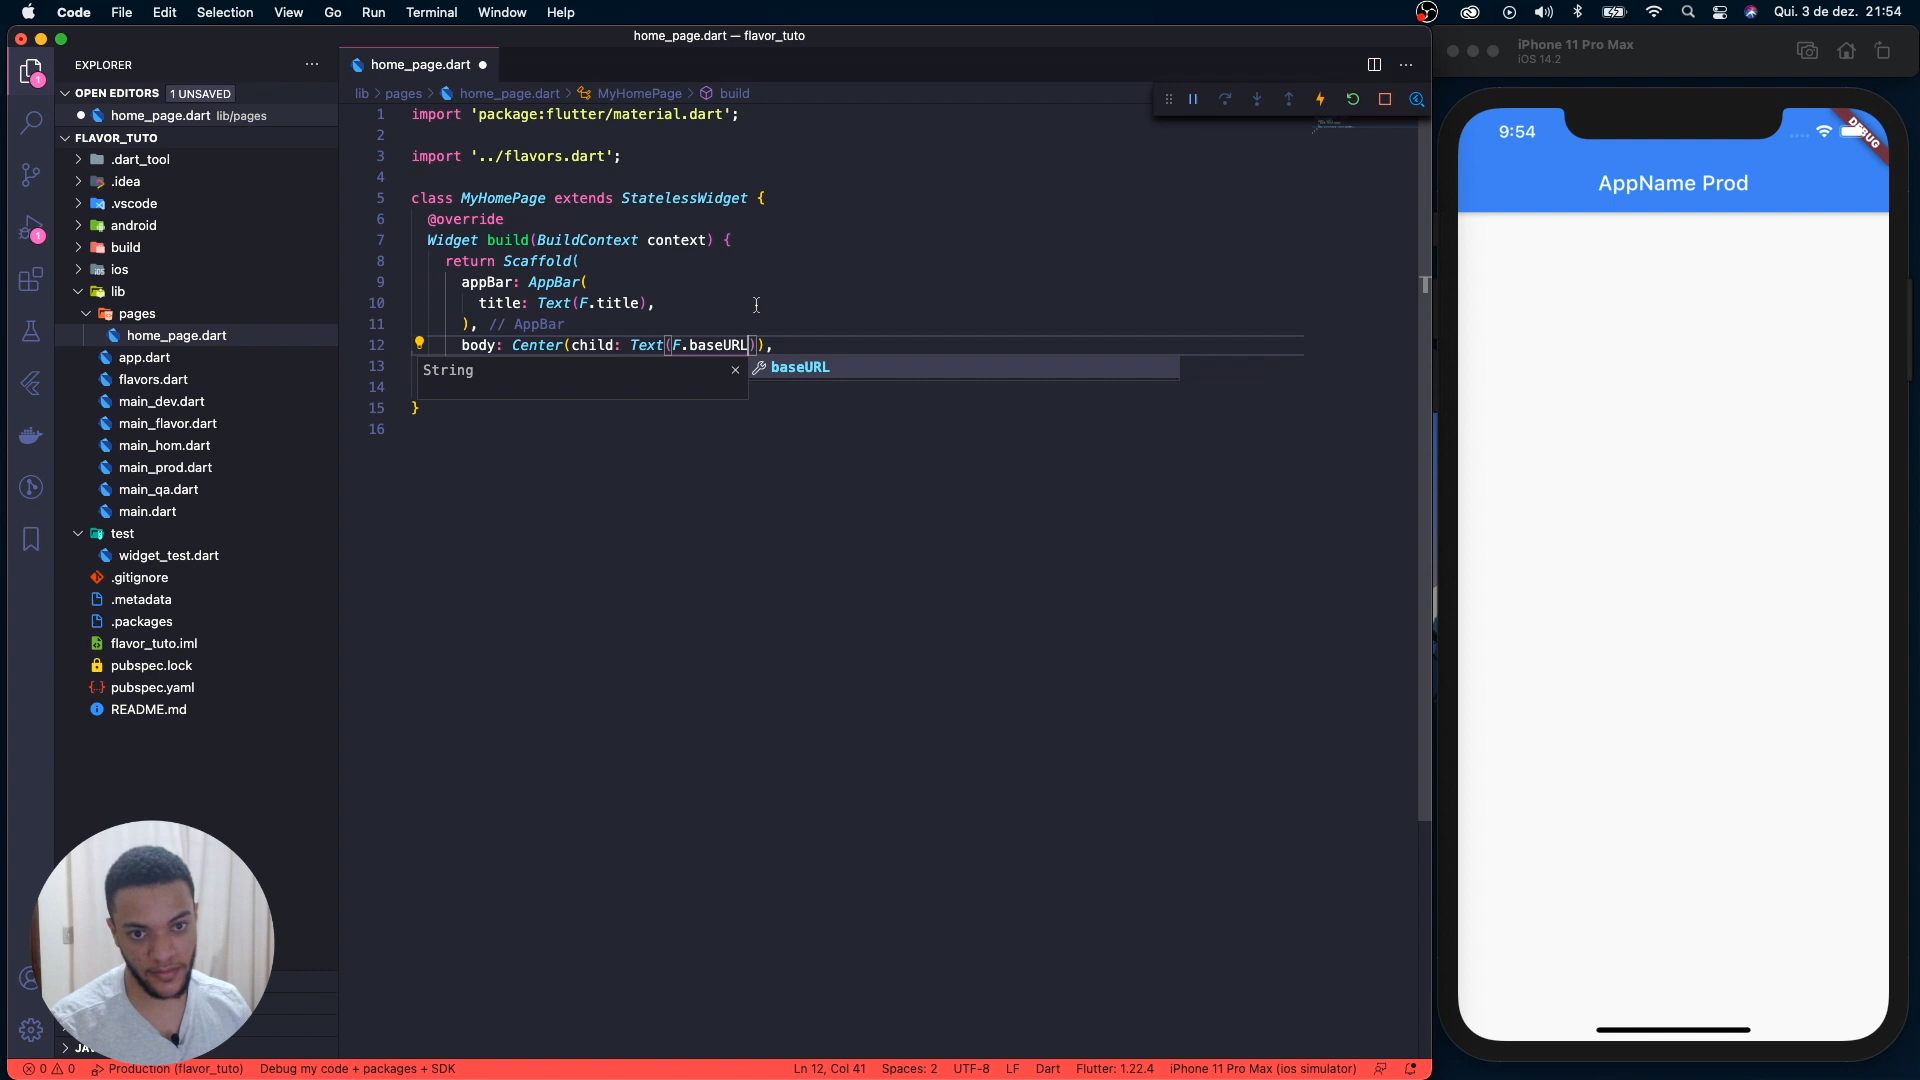 Code File Edit Selection View Go Run Terminal Window Help
Qui. 3 de dez. 21:54
home_page.dart — flavor_tuto
EXPLORER
OPEN EDITORS 1 UNSAVED
home_page.dart lib/pages
FLAVOR_TUTO
.dart_tool
.idea
.vscode
android
build
ios
lib
pages
home_page.dart
app.dart
flavors.dart
main_dev.dart
main_flavor.dart
main_hom.dart
main_prod.dart
main_qa.dart
main.dart
test
widget_test.dart
.gitignore
.metadata
.packages
flavor_tuto.iml
pubspec.lock
pubspec.yaml
README.md
1
1
home_page.dart
lib > pages > home_page.dart > MyHomePage > build
1 import 'package:flutter/material.dart';
2
3 import '../flavors.dart';
4
5 class MyHomePage extends StatelessWidget {
6 @override
7 Widget build(BuildContext context) {
8 return Scaffold(
9 appBar: AppBar(
10 title: Text(F.title),
11 ), // AppBar
12 body: Center(child: Text(F.baseURL)),
13
14
15 }
16
String
baseURL
iPhone 11 Pro Max
iOS 14.2
9:54
DEBUG
AppName Prod
0 0 Production (flavor_tuto) Debug my code + packages + SDK
Ln 12, Col 41 Spaces: 2 UTF-8 LF Dart Flutter: 1.22.4 iPhone 11 Pro Max (ios simulator)